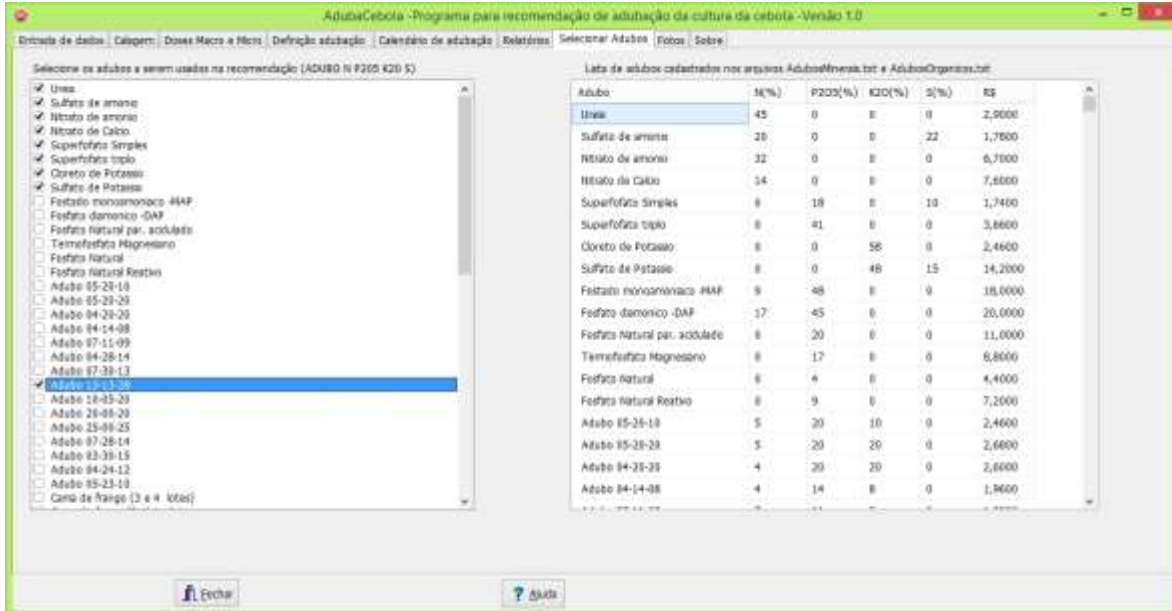 AdubaCebola -Programa para recomendação de adubação da cultura da cebola -Versão 1.0
Entrada de dados Calagem Doses Macro e Micro Definição adubação Calendário de adubação Relatórios Selecionar Adubos Fotos Sobre
Selecione os adubos a serem usados na recomendação (ADUBO N P2O5 K2O S)
Ureia
Sulfato de amonio
Nitrato de amonio
Nitrato de Calcio
Superfofato Simples
Superfofato triplo
Cloreto de Potassio
Sulfato de Potassio
Fostado monoamoniaco -MAP
Fosfato diamonico -DAP
Fosfato Natural par. acidulado
Termofosfato Magnesiano
Fosfato Natural
Fosfato Natural Reativo
Adubo 05-20-10
Adubo 05-20-20
Adubo 04-20-20
Adubo 04-14-08
Adubo 07-11-09
Adubo 04-28-14
Adubo 07-30-13
Adubo 13-13-28
Adubo 10-05-20
Adubo 20-00-20
Adubo 25-00-25
Adubo 07-28-14
Adubo 03-30-15
Adubo 04-24-12
Adubo 05-23-10
Cama de frango (3 e 4 lotes)
Lista de adubos cadastrados nos arquivos AdubosMinerais.txt e AdubosOrganicos.txt
Adubo N(%) P2O5(%) K2O(%) S(%) R$
Ureia 45 0 0 0 2,9000
Sulfato de amonio 20 0 0 22 1,7800
Nitrato de amonio 32 0 0 0 6,7000
Nitrato de Calcio 14 0 0 0 7,6000
Superfofato Simples 0 18 0 10 1,7400
Superfofato triplo 0 41 0 0 3,6600
Cloreto de Potassio 0 0 58 0 2,4600
Sulfato de Potassio 0 0 48 15 14,2000
Fostado monoamoniaco -MAP 9 48 0 0 18,0000
Fosfato diamonico -DAP 17 45 0 0 20,0000
Fosfato Natural par. acidulado 0 20 0 0 11,0000
Termofosfato Magnesiano 0 17 0 0 8,8000
Fosfato Natural 0 4 0 0 4,4000
Fosfato Natural Reativo 0 9 0 0 7,2000
Adubo 05-20-10 5 20 10 0 2,4600
Adubo 05-20-20 5 20 20 0 2,6800
Adubo 04-20-20 4 20 20 0 2,6000
Adubo 04-14-08 4 14 8 0 1,9600
Fechar
? Ajuda